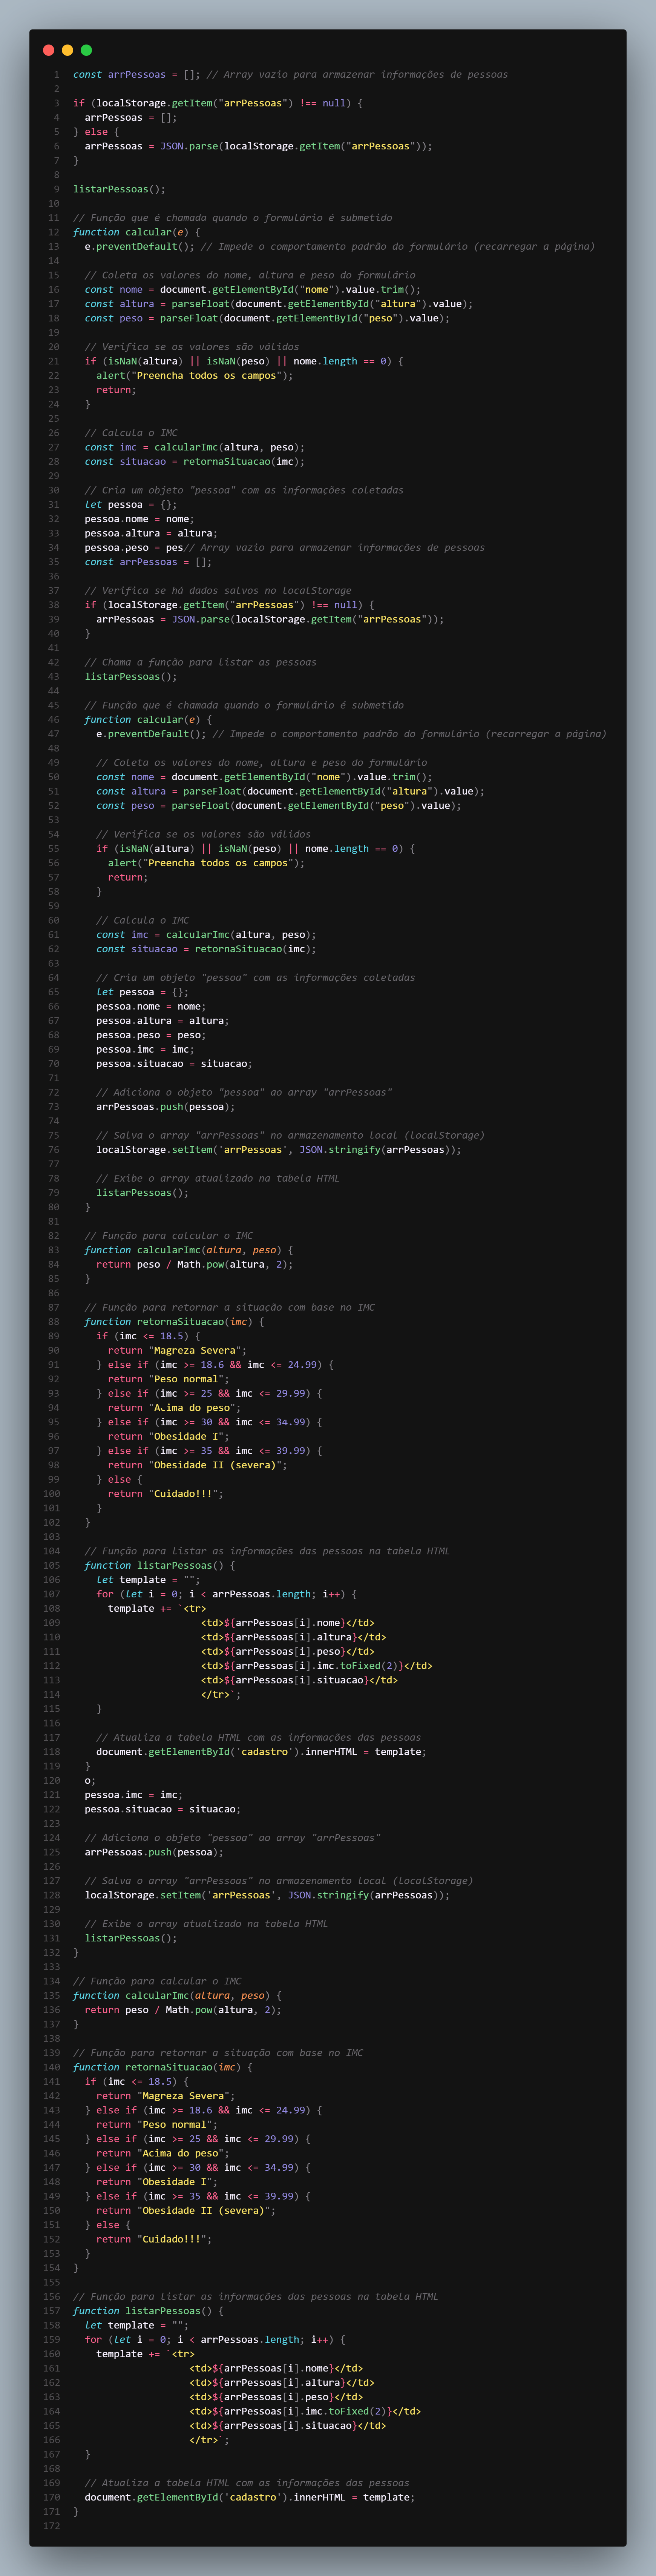 1 const arrPessoas = []; // Array vazio para armazenar informações de pessoas
2
3 if (localStorage.getItem("arrPessoas") !== null) {
4   arrPessoas = [];
5 } else {
6   arrPessoas = JSON.parse(localStorage.getItem("arrPessoas"));
7 }
8
9 listarPessoas();
10
11 // Função que é chamada quando o formulário é submetido
12 function calcular(e) {
13   e.preventDefault(); // Impede o comportamento padrão do formulário (recarregar a página)
14
15   // Coleta os valores do nome, altura e peso do formulário
16   const nome = document.getElementById("nome").value.trim();
17   const altura = parseFloat(document.getElementById("altura").value);
18   const peso = parseFloat(document.getElementById("peso").value);
19
20   // Verifica se os valores são válidos
21   if (isNaN(altura) || isNaN(peso) || nome.length == 0) {
22     alert("Preencha todos os campos");
23     return;
24   }
25
26   // Calcula o IMC
27   const imc = calcularImc(altura, peso);
28   const situacao = retornaSituacao(imc);
29
30   // Cria um objeto "pessoa" com as informações coletadas
31   let pessoa = {};
32   pessoa.nome = nome;
33   pessoa.altura = altura;
34   pessoa.peso = pes// Array vazio para armazenar informações de pessoas
35   const arrPessoas = [];
36
37   // Verifica se há dados salvos no localStorage
38   if (localStorage.getItem("arrPessoas") !== null) {
39     arrPessoas = JSON.parse(localStorage.getItem("arrPessoas"));
40   }
41
42   // Chama a função para listar as pessoas
43   listarPessoas();
44
45   // Função que é chamada quando o formulário é submetido
46   function calcular(e) {
47     e.preventDefault(); // Impede o comportamento padrão do formulário (recarregar a página)
48
49     // Coleta os valores do nome, altura e peso do formulário
50     const nome = document.getElementById("nome").value.trim();
51     const altura = parseFloat(document.getElementById("altura").value);
52     const peso = parseFloat(document.getElementById("peso").value);
53
54     // Verifica se os valores são válidos
55     if (isNaN(altura) || isNaN(peso) || nome.length == 0) {
56       alert("Preencha todos os campos");
57       return;
58     }
59
60     // Calcula o IMC
61     const imc = calcularImc(altura, peso);
62     const situacao = retornaSituacao(imc);
63
64     // Cria um objeto "pessoa" com as informações coletadas
65     let pessoa = {};
66     pessoa.nome = nome;
67     pessoa.altura = altura;
68     pessoa.peso = peso;
69     pessoa.imc = imc;
70     pessoa.situacao = situacao;
71
72     // Adiciona o objeto "pessoa" ao array "arrPessoas"
73     arrPessoas.push(pessoa);
74
75     // Salva o array "arrPessoas" no armazenamento local (localStorage)
76     localStorage.setItem('arrPessoas', JSON.stringify(arrPessoas));
77
78     // Exibe o array atualizado na tabela HTML
79     listarPessoas();
80   }
81
82   // Função para calcular o IMC
83   function calcularImc(altura, peso) {
84     return peso / Math.pow(altura, 2);
85   }
86
87   // Função para retornar a situação com base no IMC
88   function retornaSituacao(imc) {
89     if (imc <= 18.5) {
90       return "Magreza Severa";
91     } else if (imc >= 18.6 && imc <= 24.99) {
92       return "Peso normal";
93     } else if (imc >= 25 && imc <= 29.99) {
94       return "Acima do peso";
95     } else if (imc >= 30 && imc <= 34.99) {
96       return "Obesidade I";
97     } else if (imc >= 35 && imc <= 39.99) {
98       return "Obesidade II (severa)";
99     } else {
100       return "Cuidado!!!";
101     }
102   }
103
104   // Função para listar as informações das pessoas na tabela HTML
105   function listarPessoas() {
106     let template = "";
107     for (let i = 0; i < arrPessoas.length; i++) {
108       template += `<tr>
109                       <td>${arrPessoas[i].nome}</td>
110                       <td>${arrPessoas[i].altura}</td>
111                       <td>${arrPessoas[i].peso}</td>
112                       <td>${arrPessoas[i].imc.toFixed(2)}</td>
113                       <td>${arrPessoas[i].situacao}</td>
114                       </tr>`;
115     }
116
117     // Atualiza a tabela HTML com as informações das pessoas
118     document.getElementById('cadastro').innerHTML = template;
119   }
120   o;
121   pessoa.imc = imc;
122   pessoa.situacao = situacao;
123
124   // Adiciona o objeto "pessoa" ao array "arrPessoas"
125   arrPessoas.push(pessoa);
126
127   // Salva o array "arrPessoas" no armazenamento local (localStorage)
128   localStorage.setItem('arrPessoas', JSON.stringify(arrPessoas));
129
130   // Exibe o array atualizado na tabela HTML
131   listarPessoas();
132 }
133
134 // Função para calcular o IMC
135 function calcularImc(altura, peso) {
136   return peso / Math.pow(altura, 2);
137 }
138
139 // Função para retornar a situação com base no IMC
140 function retornaSituacao(imc) {
141   if (imc <= 18.5) {
142     return "Magreza Severa";
143   } else if (imc >= 18.6 && imc <= 24.99) {
144     return "Peso normal";
145   } else if (imc >= 25 && imc <= 29.99) {
146     return "Acima do peso";
147   } else if (imc >= 30 && imc <= 34.99) {
148     return "Obesidade I";
149   } else if (imc >= 35 && imc <= 39.99) {
150     return "Obesidade II (severa)";
151   } else {
152     return "Cuidado!!!";
153   }
154 }
155
156 // Função para listar as informações das pessoas na tabela HTML
157 function listarPessoas() {
158   let template = "";
159   for (let i = 0; i < arrPessoas.length; i++) {
160     template += `<tr>
161                     <td>${arrPessoas[i].nome}</td>
162                     <td>${arrPessoas[i].altura}</td>
163                     <td>${arrPessoas[i].peso}</td>
164                     <td>${arrPessoas[i].imc.toFixed(2)}</td>
165                     <td>${arrPessoas[i].situacao}</td>
166                     </tr>`;
167   }
168
169   // Atualiza a tabela HTML com as informações das pessoas
170   document.getElementById('cadastro').innerHTML = template;
171 }
172